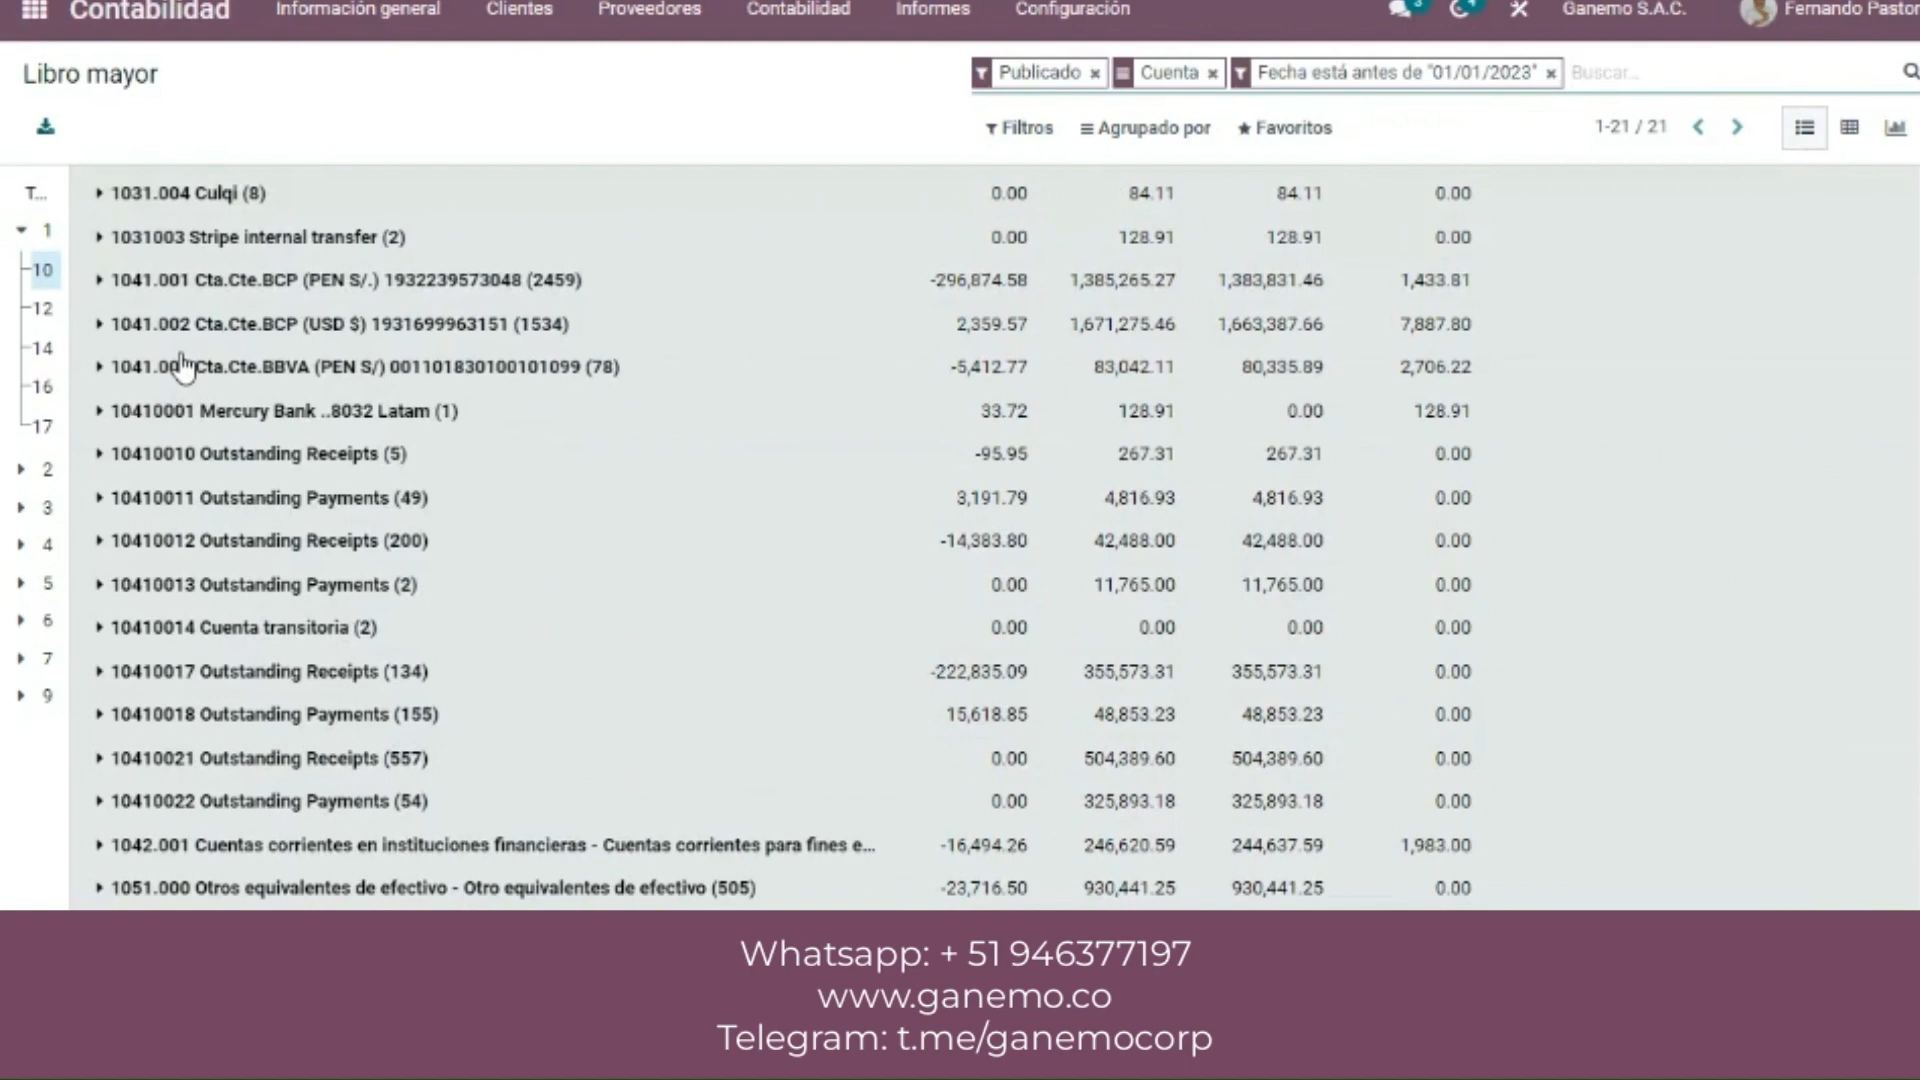 Contabilidad Información general Clientes Proveedores Contabilidad Informes Configuración 3 4 Ganemo S.A.C. Fernando Pastor
Libro mayor Publicado × Cuenta × Fecha está antes de "01/01/2023" × Buscar...
Filtros Agrupado por Favoritos 1-21 / 21
T...
1
10
12
14
16
17
2
3
4
5
6
7
9
1031.004 Culqi (8) 0.00 84.11 84.11 0.00
1031003 Stripe internal transfer (2) 0.00 128.91 128.91 0.00
1041.001 Cta.Cte.BCP (PEN S/.) 1932239573048 (2459) -296,874.58 1,385,265.27 1,383,831.46 1,433.81
1041.002 Cta.Cte.BCP (USD $) 1931699963151 (1534) 2,359.57 1,671,275.46 1,663,387.66 7,887.80
Cta.Cte.BBVA (PEN S/) 001101830100101099 (78) -5,412.77 83,042.11 80,335.89 2,706.22
10410001 Mercury Bank ..8032 Latam (1) 33.72 128.91 0.00 128.91
10410010 Outstanding Receipts (5) -95.95 267.31 267.31 0.00
10410011 Outstanding Payments (49) 3,191.79 4,816.93 4,816.93 0.00
10410012 Outstanding Receipts (200) -14,383.80 42,488.00 42,488.00 0.00
10410013 Outstanding Payments (2) 0.00 11,765.00 11,765.00 0.00
10410014 Cuenta transitoria (2) 0.00 0.00 0.00 0.00
10410017 Outstanding Receipts (134) -222,835.09 355,573.31 355,573.31 0.00
10410018 Outstanding Payments (155) 15,618.85 48,853.23 48,853.23 0.00
10410021 Outstanding Receipts (557) 0.00 504,389.60 504,389.60 0.00
10410022 Outstanding Payments (54) 0.00 325,893.18 325,893.18 0.00
1042.001 Cuentas corrientes en instituciones financieras - Cuentas corrientes para fines e... -16,494.26 246,620.59 244,637.59 1,983.00
1051.000 Otros equivalentes de efectivo - Otro equivalentes de efectivo (505) -23,716.50 930,441.25 930,441.25 0.00
Whatsapp: + 51 946377197
www.ganemo.co
Telegram: t.me/ganemocorp